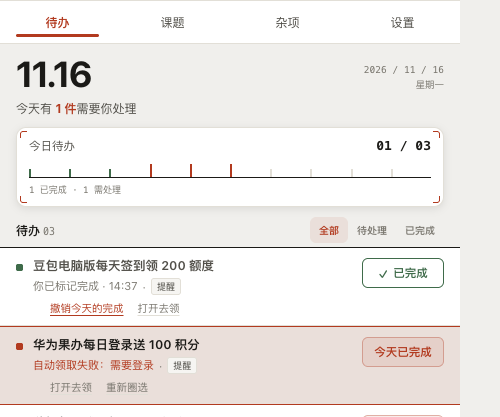 待办 课题 杂项 设置
11.16
2026 / 11 / 16
星期一
今天有 1 件需要你处理
今日待办 01 / 03
1 已完成 · 1 需处理
待办 03 全部 待处理 已完成
豆包电脑版每天签到领 200 额度
你已标记完成 · 14:37 · 提醒
✓ 已完成
撤销今天的完成 打开去领
华为果办每日登录送 100 积分
自动领取失败：需要登录 · 提醒
今天已完成
打开去领 重新圈选